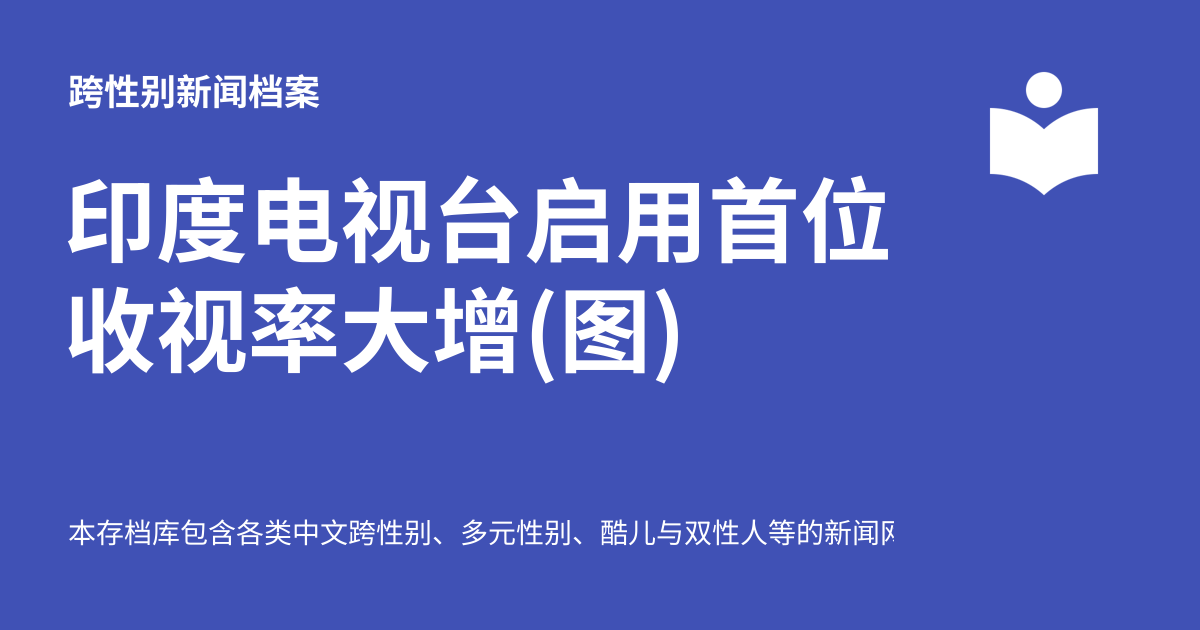 跨性别新闻档案
印度电视台启用首位
收视率大增(图)
本存档库包含各类中文跨性别、多元性别、酷儿与双性人等的新闻